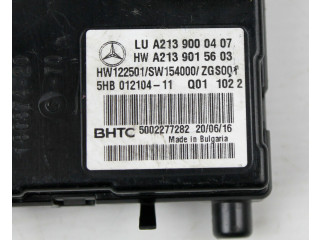 LU A213 900 04 07
HW A213 901 56 03
HW122501/SW154000/ZGS001
5HB 012104-11 Q01 102 2
BHTC 5002277282 20/06/16
Made in Bulgaria